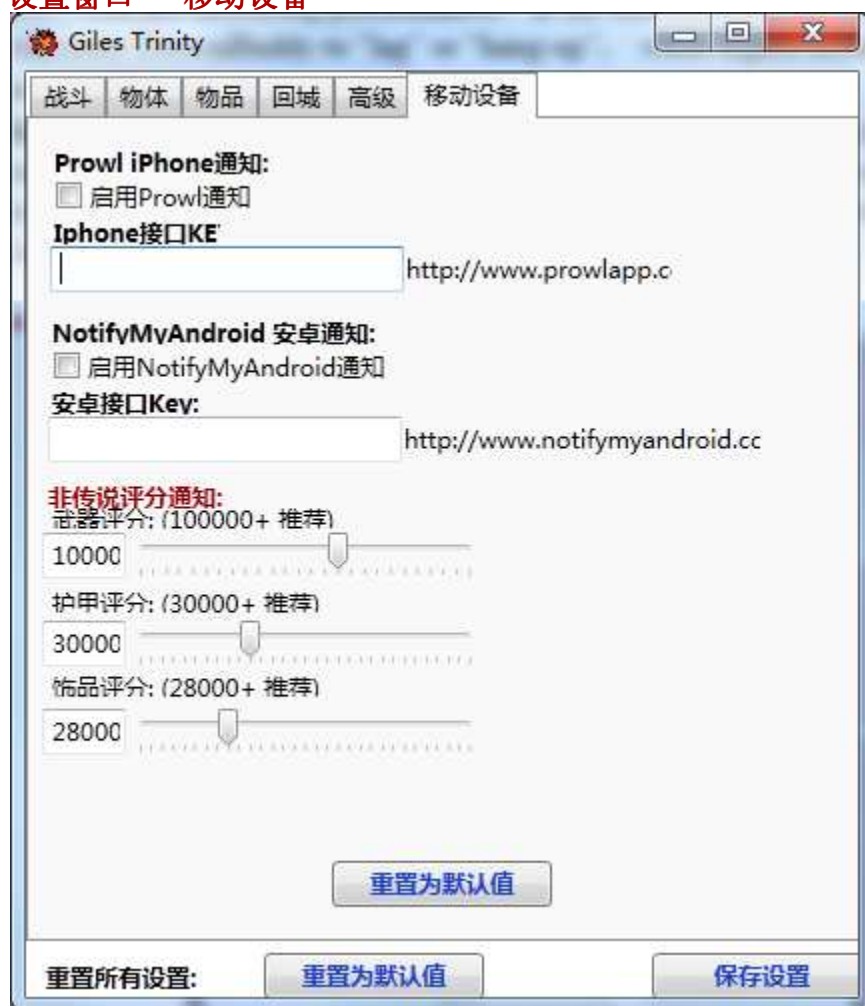 设置窗口 - 移动设备
Giles Trinity
战斗 物体 物品 回城 高级 移动设备
Prowl iPhone通知:
启用Prowl通知
Iphone接口KE
http://www.prowlapp.c
NotifyMyAndroid 安卓通知:
启用NotifyMyAndroid通知
安卓接口Key:
http://www.notifymyandroid.cc
非传说评分通知:
武器评分: (100000+ 推荐)
10000
护甲评分: (30000+ 推荐)
30000
饰品评分: (28000+ 推荐)
28000
重置为默认值
重置所有设置: 重置为默认值 保存设置